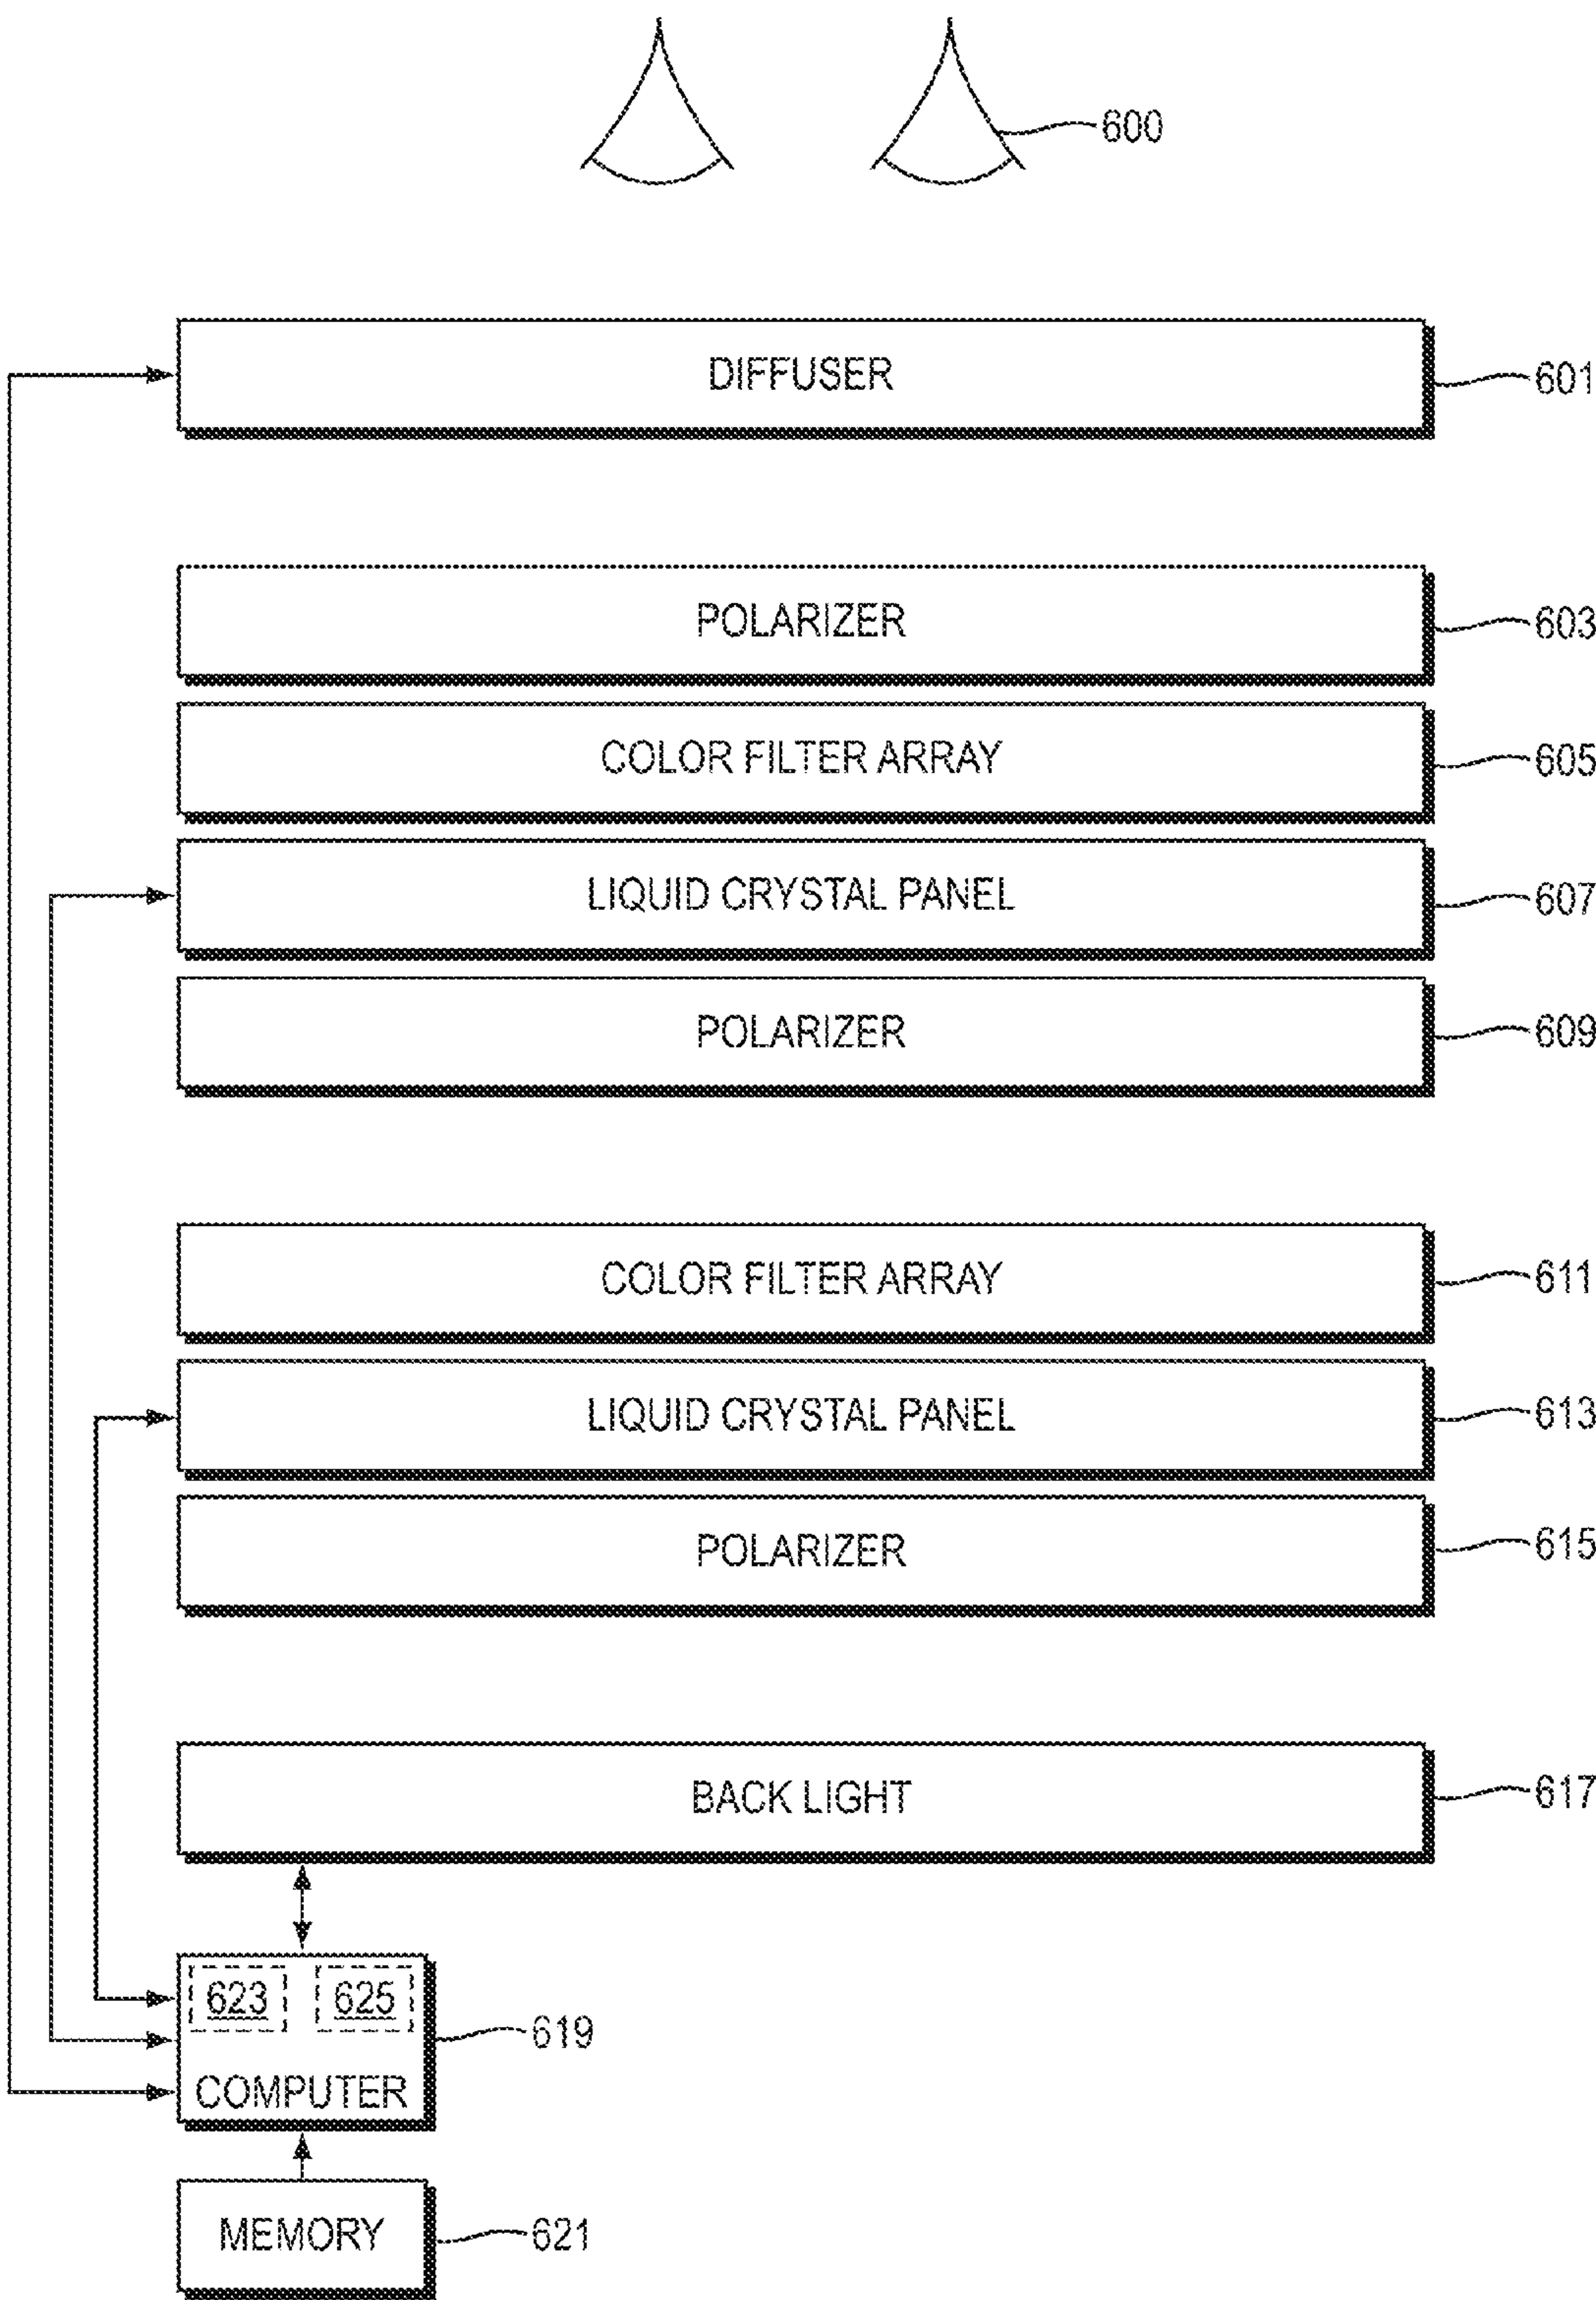 600
DIFFUSER 601
POLARIZER 603
COLOR FILTER ARRAY 605
LIQUID CRYSTAL PANEL 607
POLARIZER 609
COLOR FILTER ARRAY 611
LIQUID CRYSTAL PANEL 613
POLARIZER 615
BACK LIGHT 617
623 625
619
COMPUTER
MEMORY 621